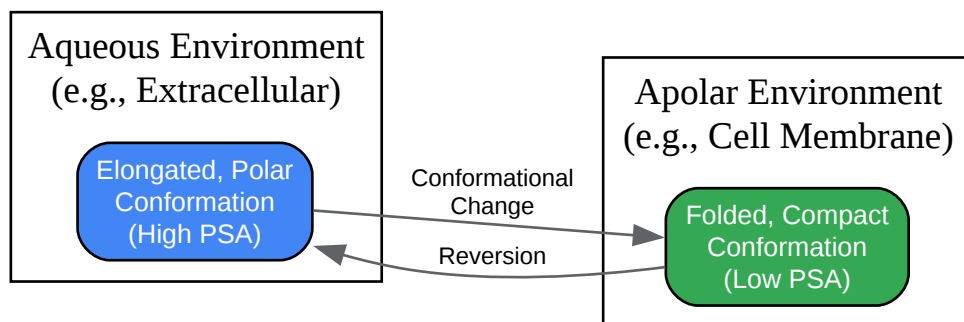 Aqueous Environment
(e.g., Extracellular)
Elongated, Polar
Conformation
(High PSA)
Conformational
Change
Reversion
Apolar Environment
(e.g., Cell Membrane)
Folded, Compact
Conformation
(Low PSA)